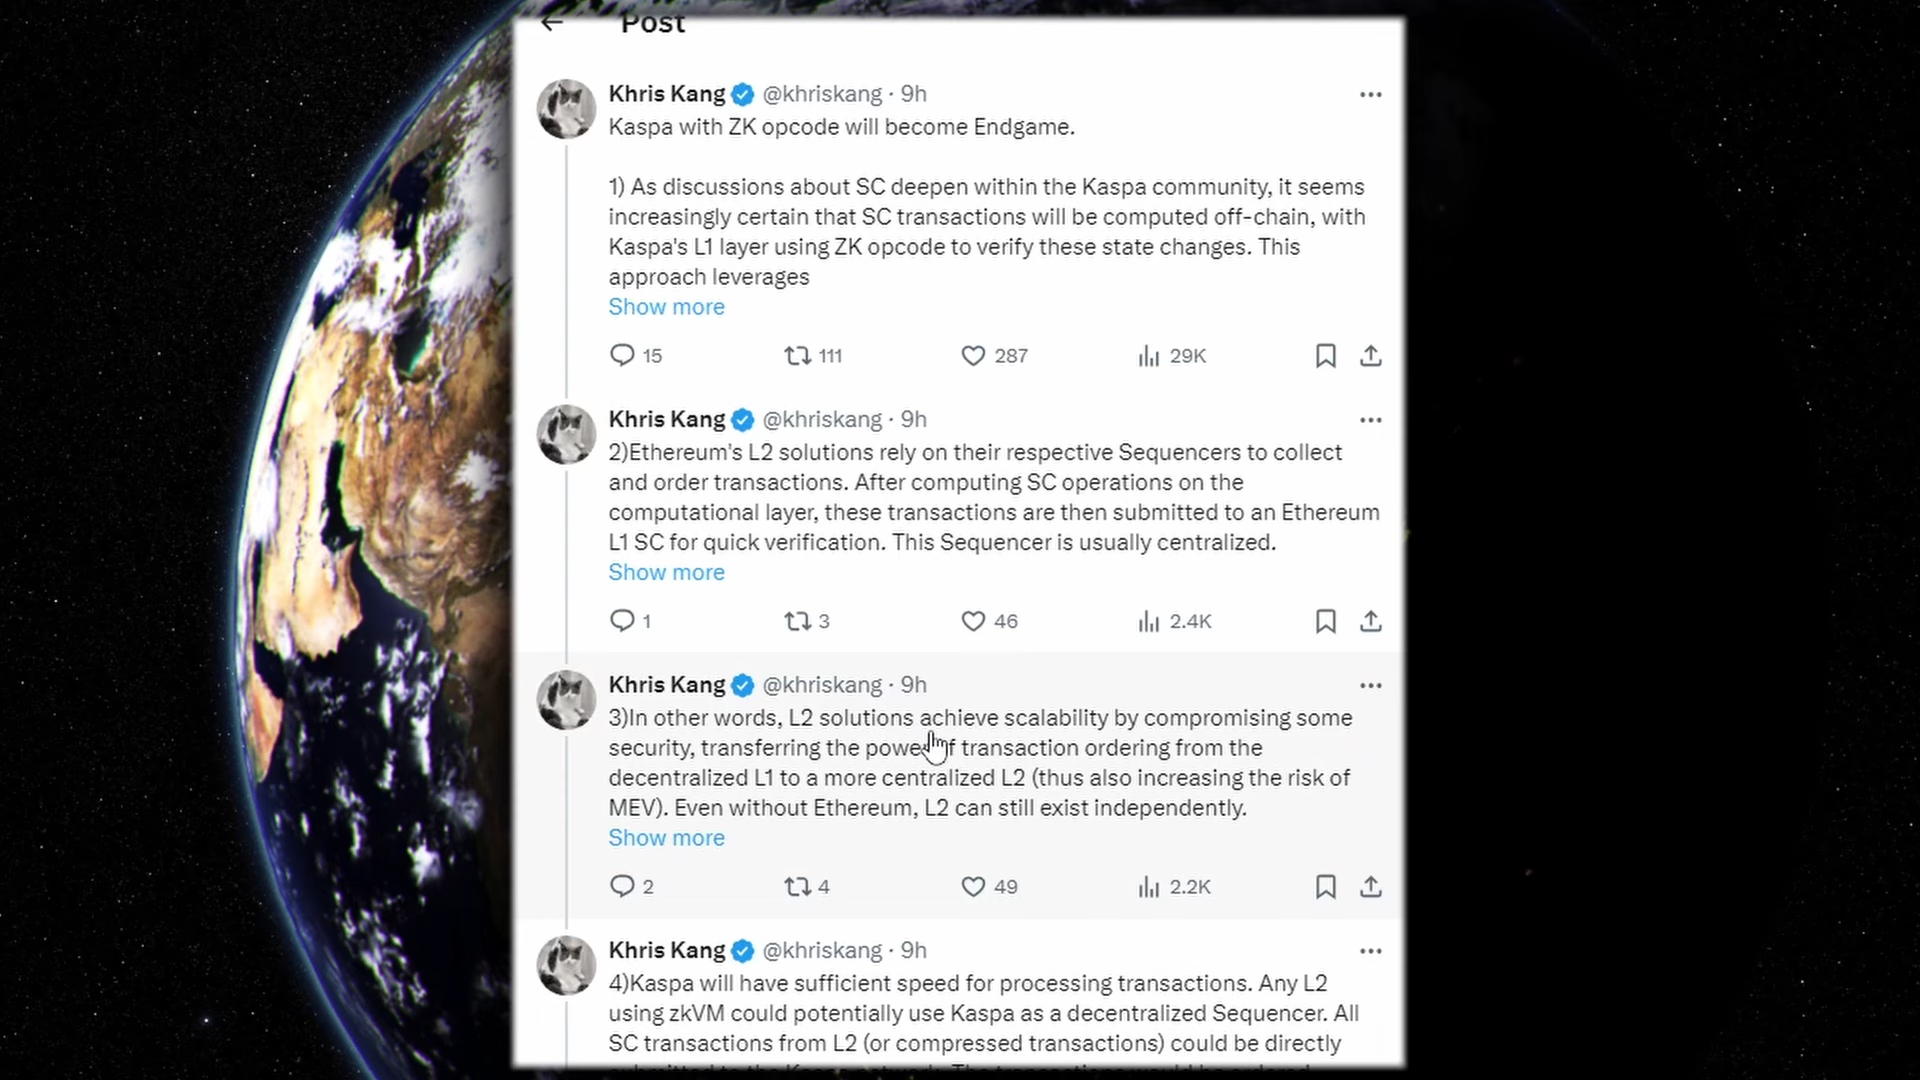 Post
Khris Kang @khriskang · 9h
Kaspa with ZK opcode will become Endgame.
1) As discussions about SC deepen within the Kaspa community, it seems
increasingly certain that SC transactions will be computed off-chain, with
Kaspa's L1 layer using ZK opcode to verify these state changes. This
approach leverages
Show more
15 111 287 29K
Khris Kang @khriskang · 9h
2)Ethereum's L2 solutions rely on their respective Sequencers to collect
and order transactions. After computing SC operations on the
computational layer, these transactions are then submitted to an Ethereum
L1 SC for quick verification. This Sequencer is usually centralized.
Show more
1 3 46 2.4K
Khris Kang @khriskang · 9h
3)In other words, L2 solutions achieve scalability by compromising some
security, transferring the power of transaction ordering from the
decentralized L1 to a more centralized L2 (thus also increasing the risk of
MEV). Even without Ethereum, L2 can still exist independently.
Show more
2 4 49 2.2K
Khris Kang @khriskang · 9h
4)Kaspa will have sufficient speed for processing transactions. Any L2
using zkVM could potentially use Kaspa as a decentralized Sequencer. All
SC transactions from L2 (or compressed transactions) could be directly